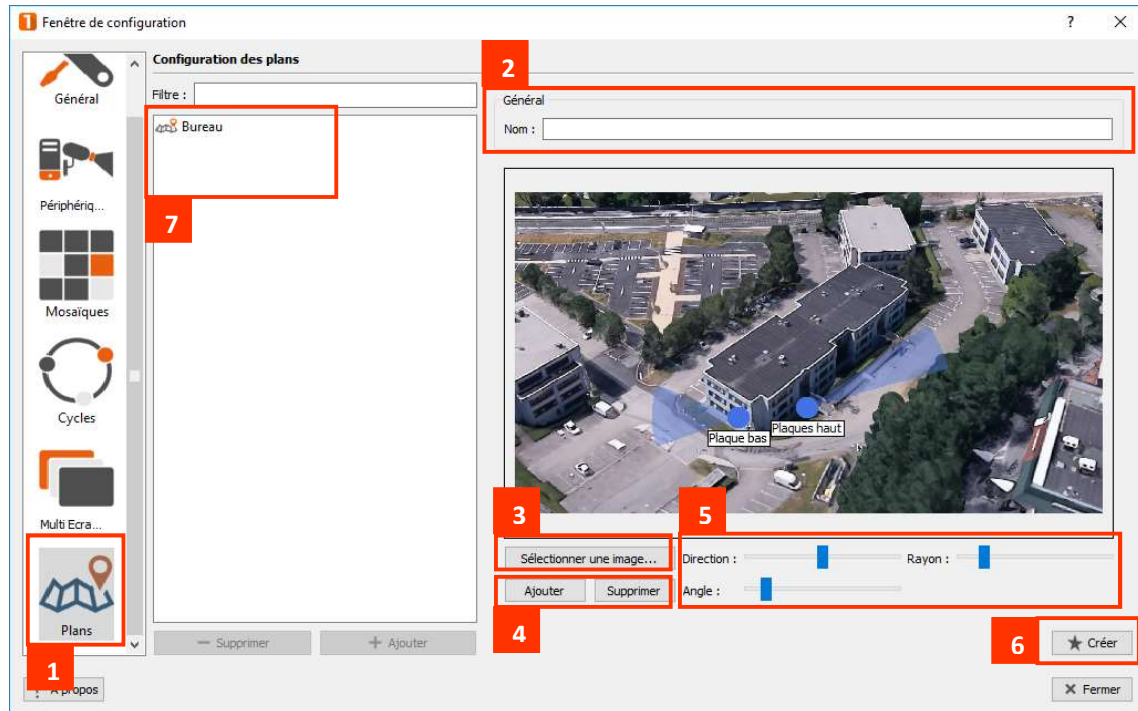 Fenêtre de configuration
Configuration des plans
2
Général
Filtre :
Général
Bureau
Nom :
Périphériq...
7
Mosaïques
Cycles
Plaque bas
Plaques haut
Multi Ecra...
3
5
Sélectionner une image...
Direction :
Rayon :
Ajouter
Supprimer
Angle :
Plans
Supprimer
Ajouter
4
6
Créer
1
propos
Fermer